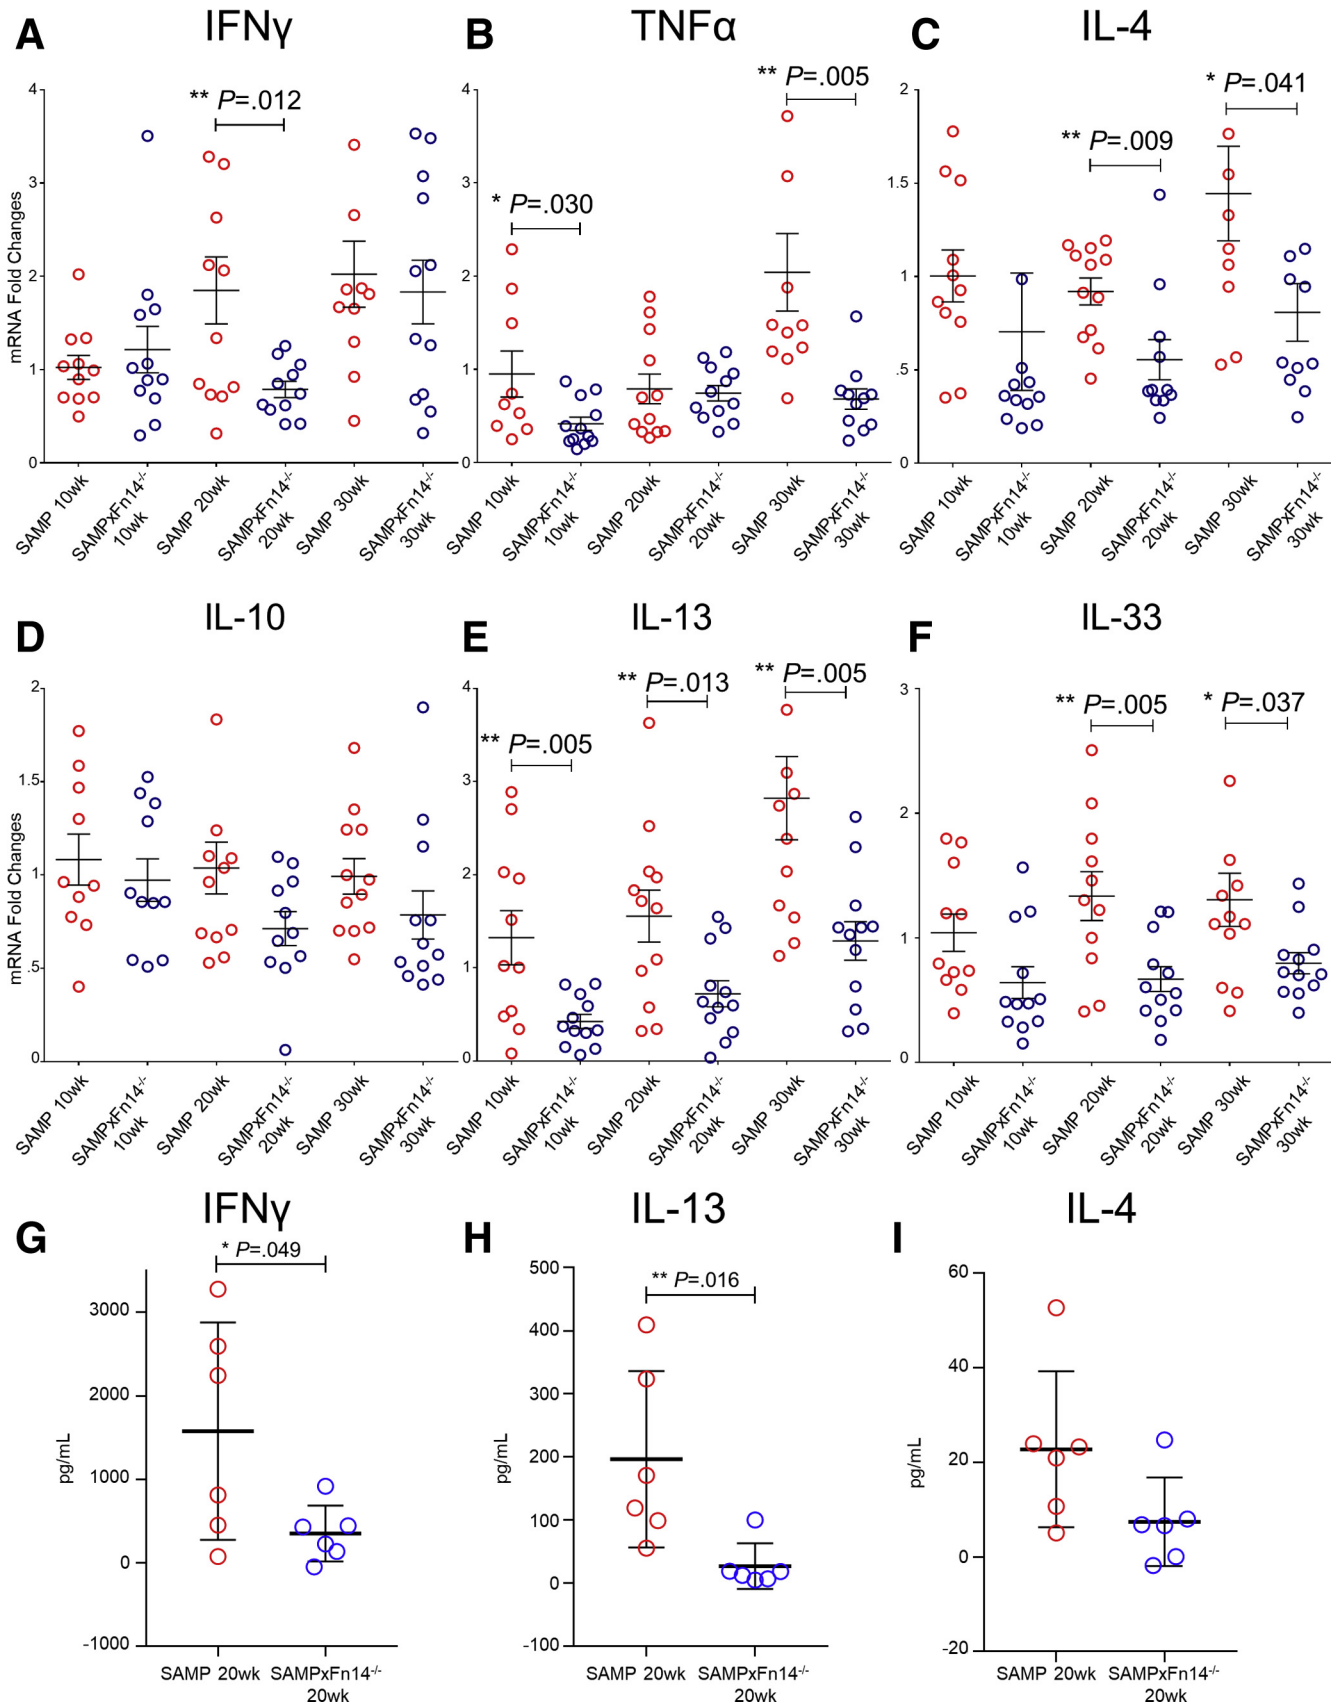 A IFNγ
** P=.012
4
3
2
1
0
mRNA Fold Changes
SAMP 10wk
SAMPxFn14-/-
10wk
SAMP 20wk
SAMPxFn14-/-
20wk
SAMP 30wk
SAMPxFn14-/-
30wk
B TNFα
* P=.030
** P=.005
4
3
2
1
0
SAMP 10wk
SAMPxFn14-/-
10wk
SAMP 20wk
SAMPxFn14-/-
20wk
SAMP 30wk
SAMPxFn14-/-
30wk
C IL-4
** P=.009
* P=.041
2
1.5
1
.5
0
SAMP 10wk
SAMPxFn14-/-
10wk
SAMP 20wk
SAMPxFn14-/-
20wk
SAMP 30wk
SAMPxFn14-/-
30wk
D IL-10
2
1.5
1
.5
0
mRNA Fold Changes
SAMP 10wk
SAMPxFn14-/-
10wk
SAMP 20wk
SAMPxFn14-/-
20wk
SAMP 30wk
SAMPxFn14-/-
30wk
E IL-13
** P=.005
** P=.013
** P=.005
4
3
2
1
0
SAMP 10wk
SAMPxFn14-/-
10wk
SAMP 20wk
SAMPxFn14-/-
20wk
SAMP 30wk
SAMPxFn14-/-
30wk
F IL-33
** P=.005
* P=.037
3
2
1
0
SAMP 10wk
SAMPxFn14-/-
10wk
SAMP 20wk
SAMPxFn14-/-
20wk
SAMP 30wk
SAMPxFn14-/-
30wk
G IFNγ
* P=.049
3000
2000
1000
0
-1000
pg/mL
SAMP 20wk
SAMPxFn14-/-
20wk
H IL-13
** P=.016
500
400
300
200
100
0
-100
pg/mL
SAMP 20wk
SAMPxFn14-/-
20wk
I IL-4
60
40
20
0
-20
pg/mL
SAMP 20wk
SAMPxFn14-/-
20wk